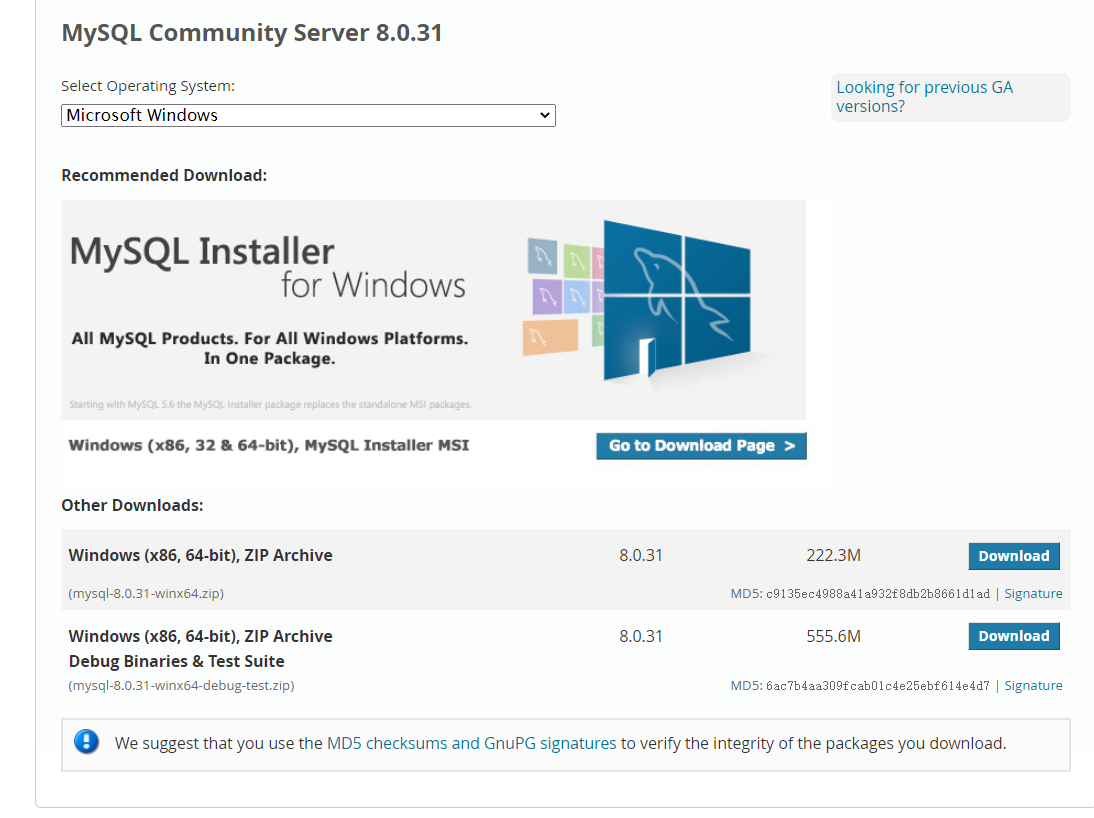 MySQL Community Server 8.0.31
Select Operating System:
Looking for previous GA
versions?
Microsoft Windows
Recommended Download:
MySQL Installer
for Windows
All MySQL Products. For All Windows Platforms.
In One Package.
Starting with MySQL 5.6 the MySQL Installer package replaces the standalone MSI packages.
Windows (x86, 32 & 64-bit), MySQL Installer MSI
Go to Download Page >
Other Downloads:
Windows (x86, 64-bit), ZIP Archive 8.0.31 222.3M Download
(mysql-8.0.31-winx64.zip) MD5: c9135ec4988a41a932f8db2b8661d1ad | Signature
Windows (x86, 64-bit), ZIP Archive 8.0.31 555.6M Download
Debug Binaries & Test Suite
(mysql-8.0.31-winx64-debug-test.zip) MD5: 6ac7b4aa309fcab01c4e25ebf614e4d7 | Signature
We suggest that you use the MD5 checksums and GnuPG signatures to verify the integrity of the packages you download.